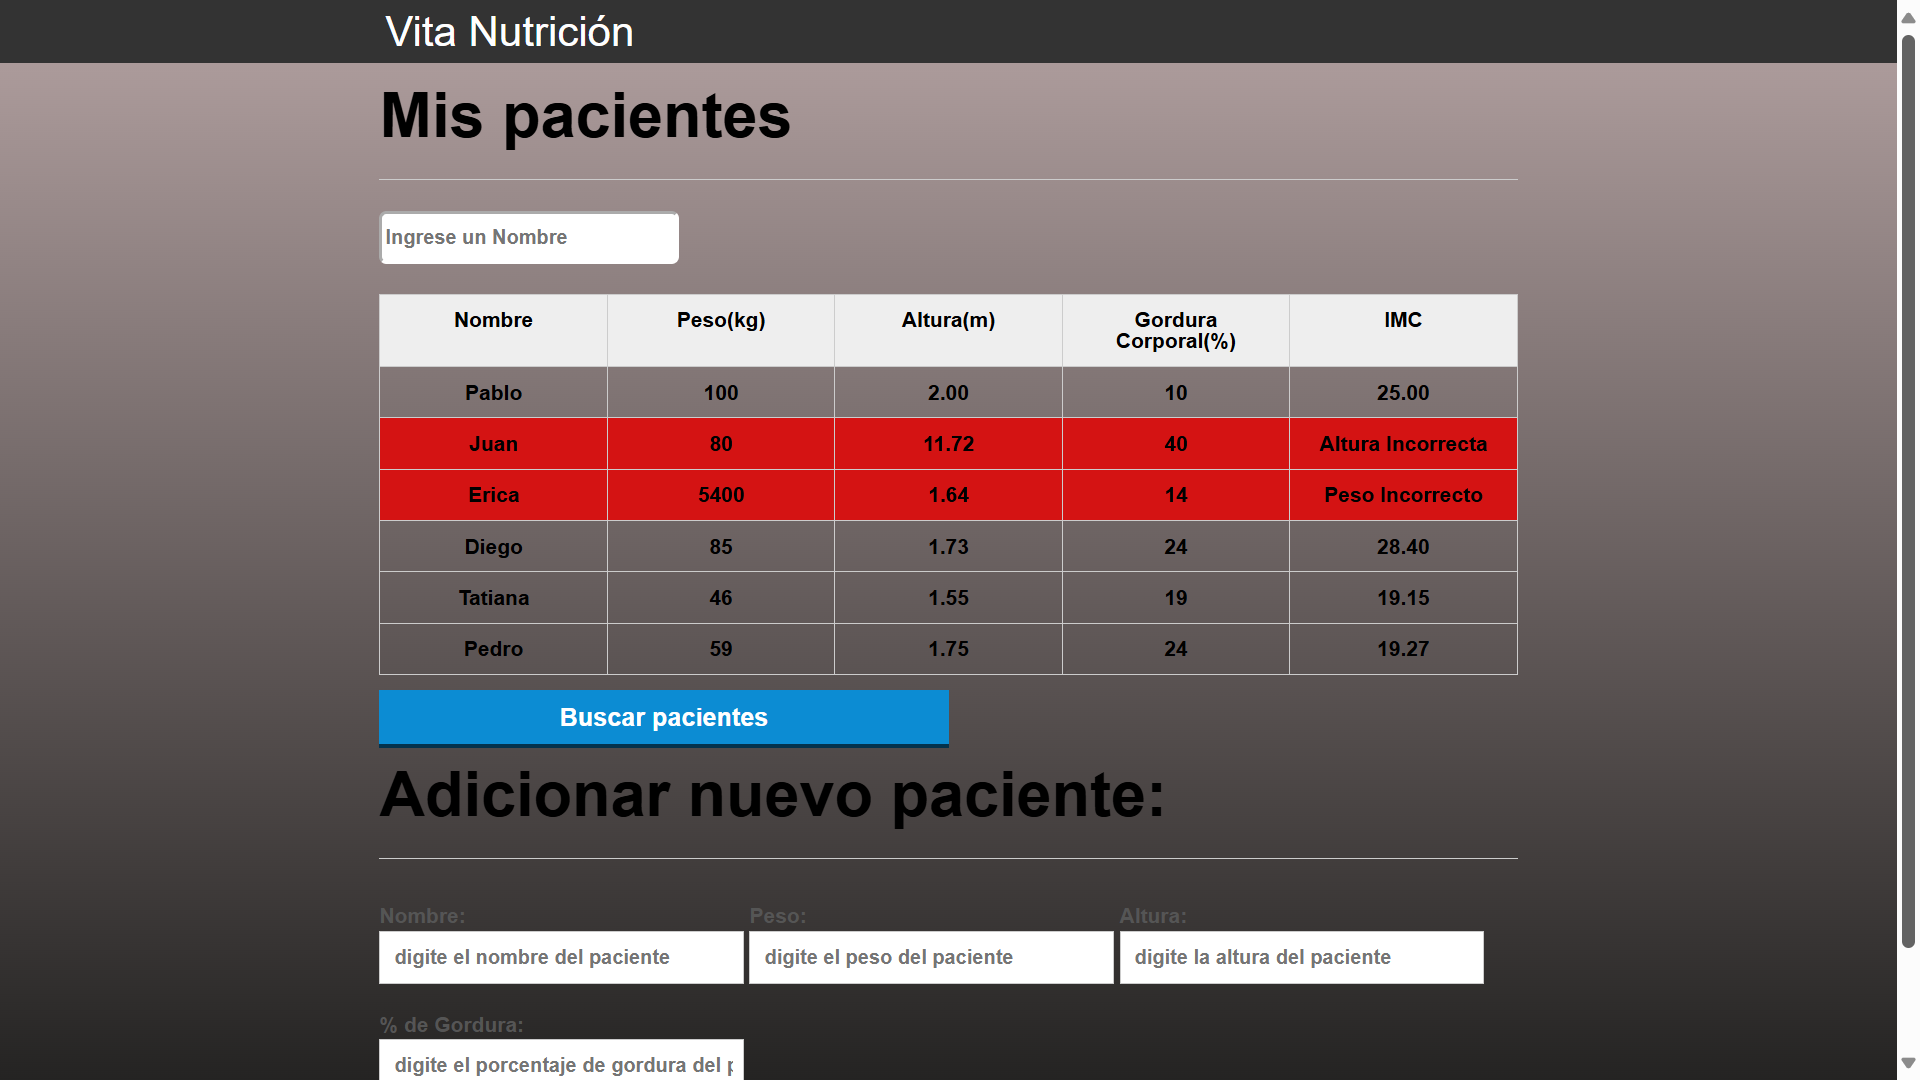 Vita Nutrición
Mis pacientes
Ingrese un Nombre
Nombre Peso(kg) Altura(m) Gordura Corporal(%) IMC
Pablo 100 2.00 10 25.00
Juan 80 11.72 40 Altura Incorrecta
Erica 5400 1.64 14 Peso Incorrecto
Diego 85 1.73 24 28.40
Tatiana 46 1.55 19 19.15
Pedro 59 1.75 24 19.27
Buscar pacientes
Adicionar nuevo paciente:
Nombre: Peso: Altura:
digite el nombre del paciente digite el peso del paciente digite la altura del paciente
% de Gordura:
digite el porcentaje de gordura del